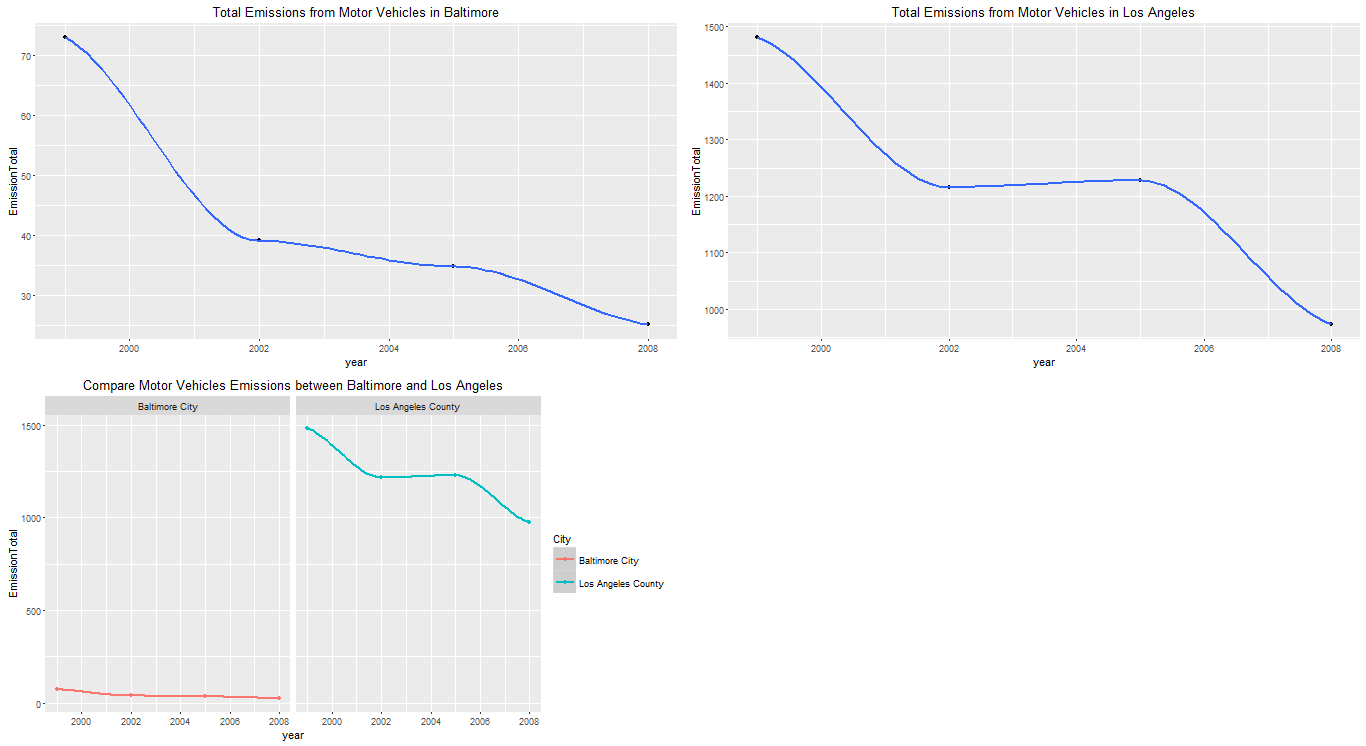 Total Emissions from Motor Vehicles in Baltimore
EmissionTotal
70
60
50
40
30
2000
2002
2004
2006
2008
year
Total Emissions from Motor Vehicles in Los Angeles
EmissionTotal
1500
1400
1300
1200
1100
1000
2000
2002
2004
2006
2008
year
Compare Motor Vehicles Emissions between Baltimore and Los Angeles
Baltimore City
Los Angeles County
EmissionTotal
1500
1000
500
0
2000
2002
2004
2006
2008
2000
2002
2004
2006
2008
year
City
Baltimore City
Los Angeles County